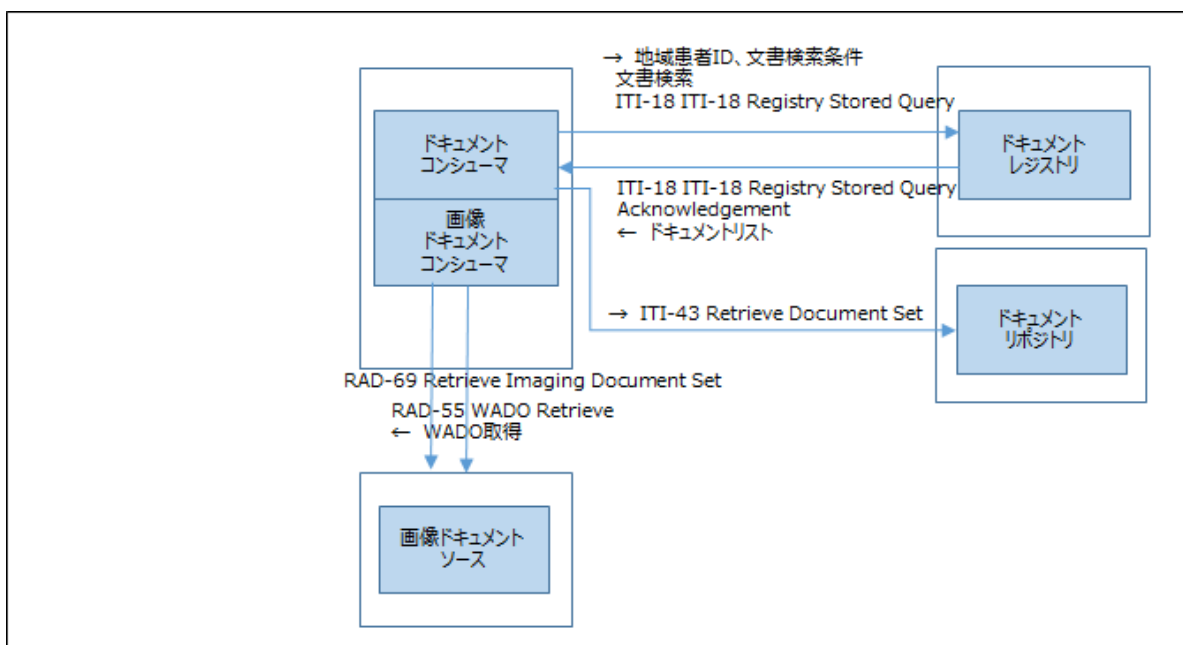 → 地域患者ID、文書検索条件
文書検索
ITI-18 ITI-18 Registry Stored Query
ドキュメント
コンシューマ
ドキュメント
レジストリ
ITI-18 ITI-18 Registry Stored Query
Acknowledgement
← ドキュメントリスト
画像
ドキュメント
コンシューマ
→ ITI-43 Retrieve Document Set
ドキュメント
リポジトリ
RAD-69 Retrieve Imaging Document Set
RAD-55 WADO Retrieve
← WADO取得
画像ドキュメント
ソース